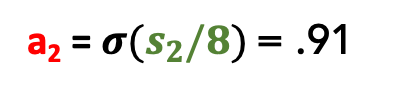 a₂ = σ(s₂/8) = .91